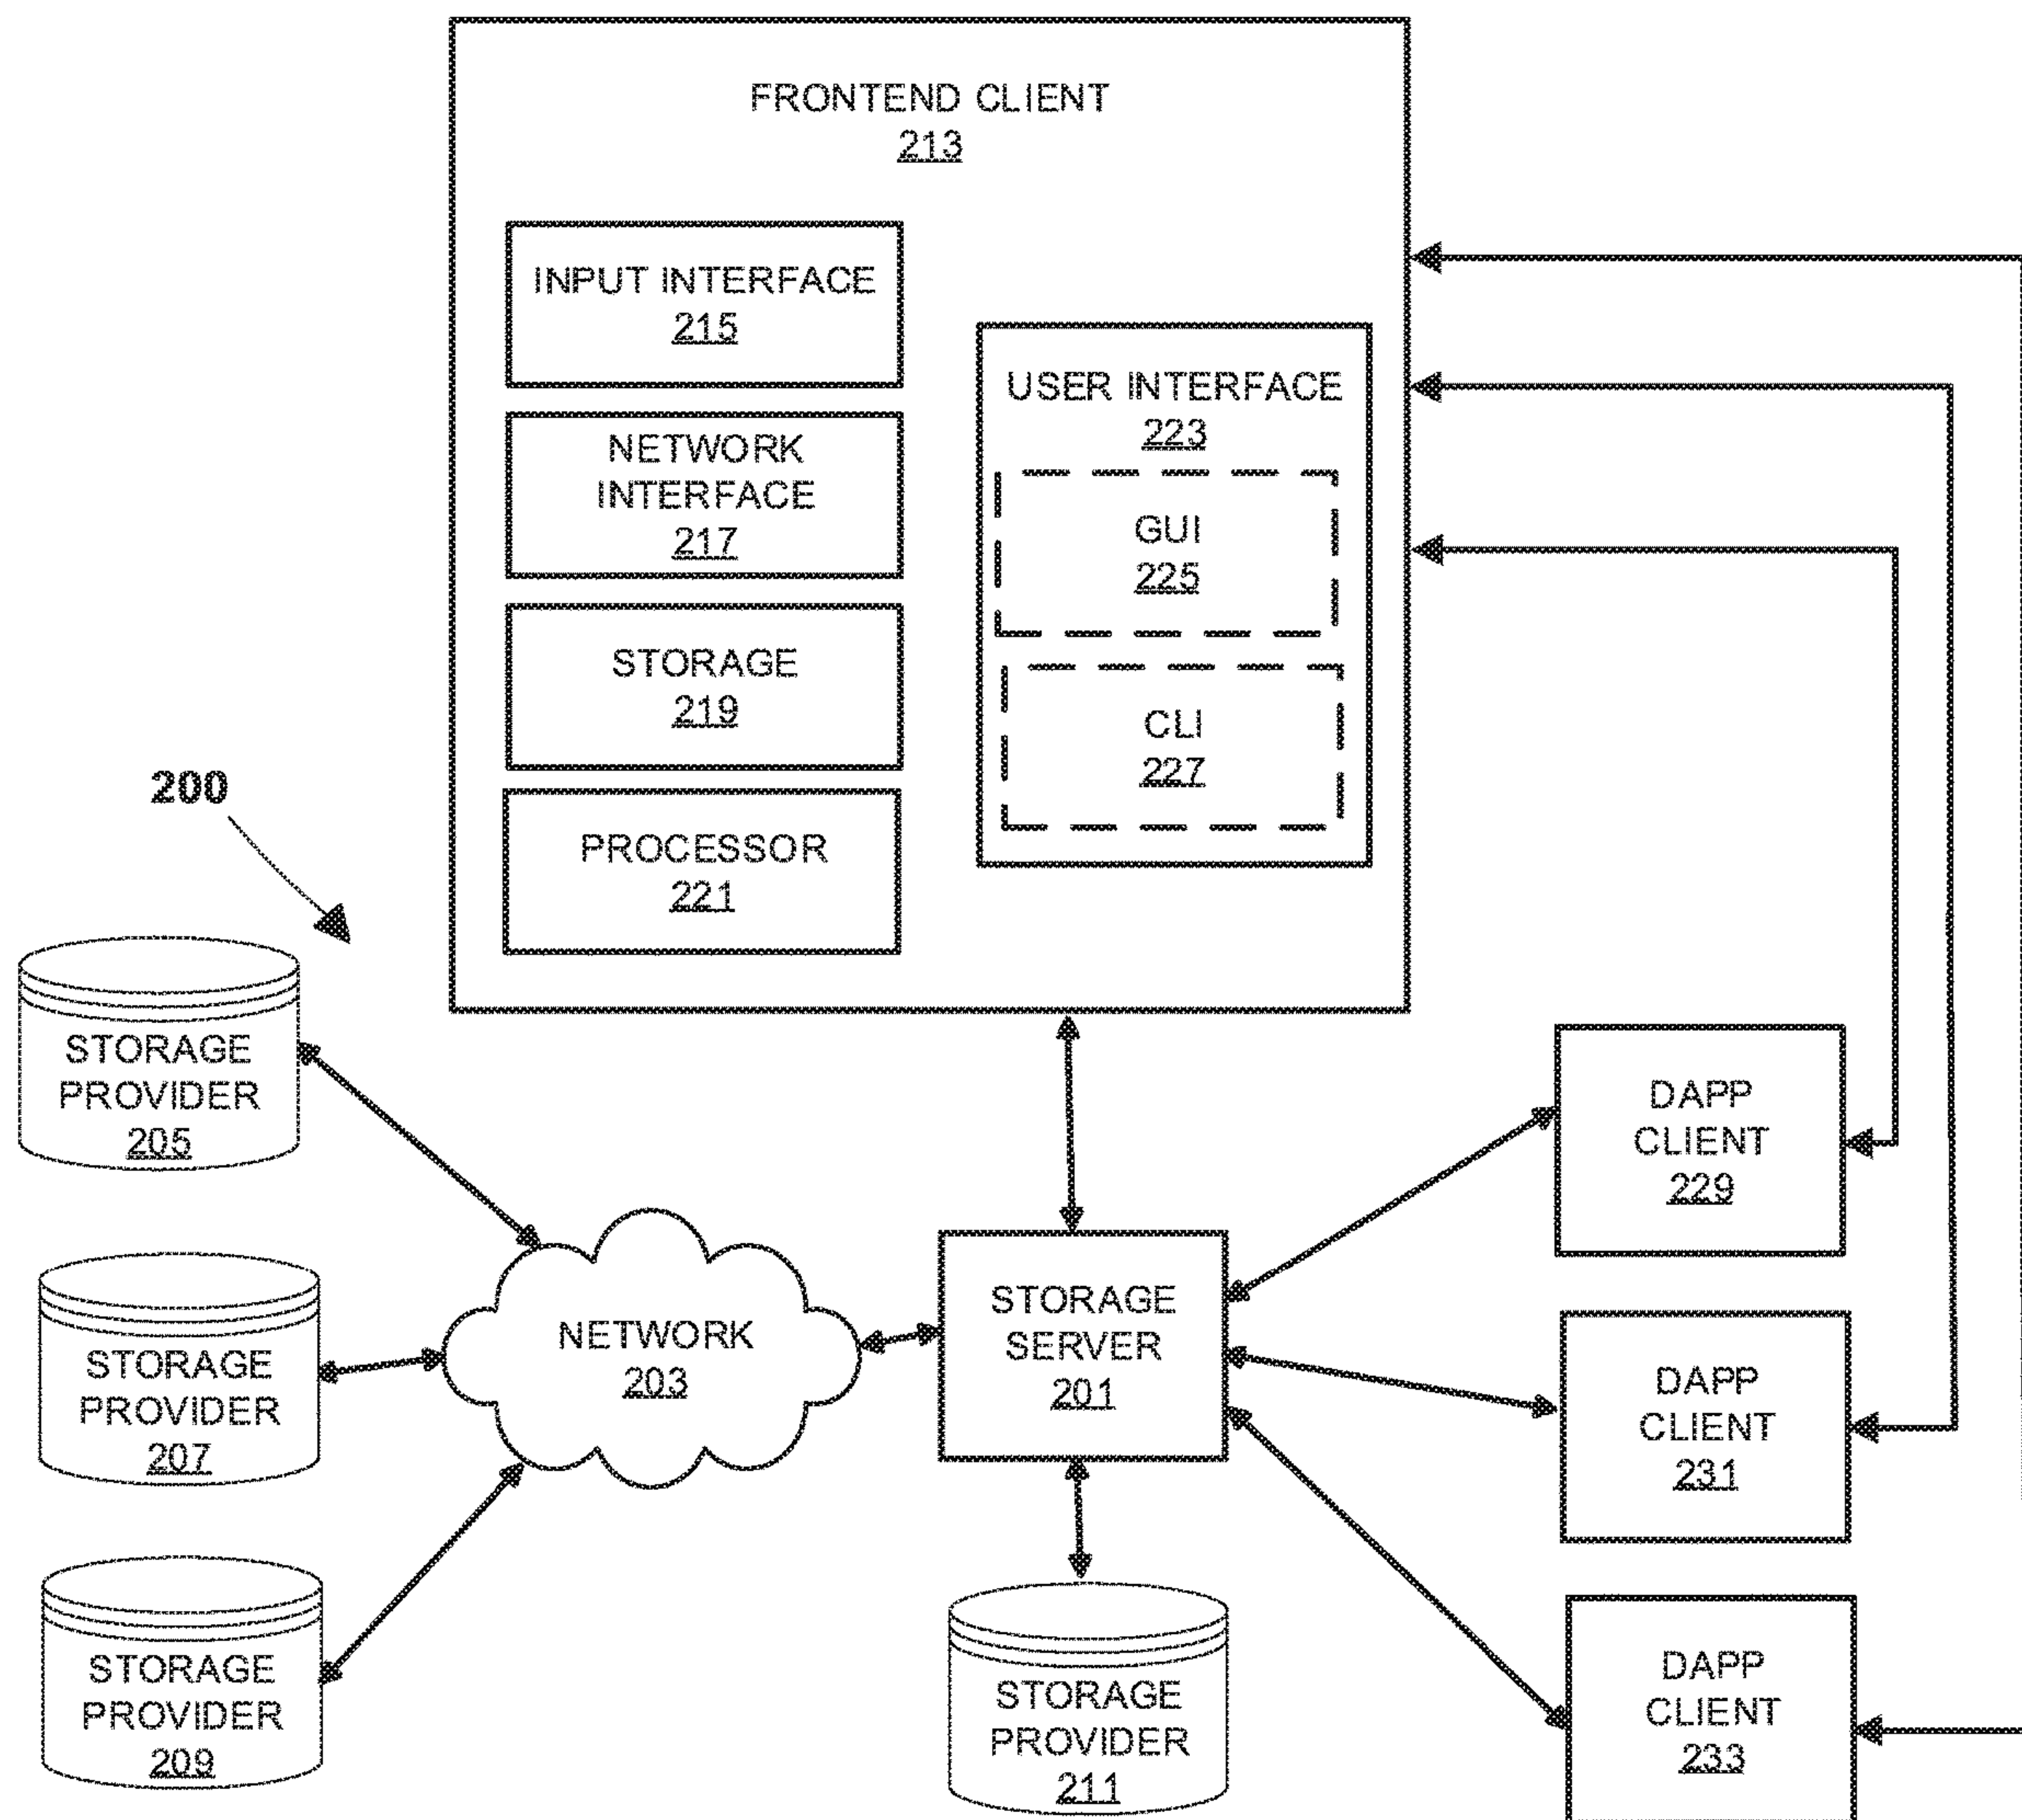 FRONTEND CLIENT
213
INPUT INTERFACE
215
NETWORK
INTERFACE
217
STORAGE
219
PROCESSOR
221
USER INTERFACE
223
GUI
225
CLI
227
200
STORAGE
PROVIDER
205
STORAGE
PROVIDER
207
STORAGE
PROVIDER
209
NETWORK
203
STORAGE
SERVER
201
STORAGE
PROVIDER
211
DAPP
CLIENT
229
DAPP
CLIENT
231
DAPP
CLIENT
233